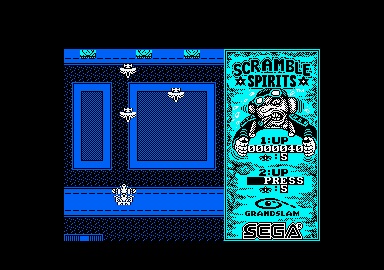 SCRAMBLE
SPIRITS
1:UP
0000040
:5
2:UP
PRESS
:5
GRANDSLAM
SEGA